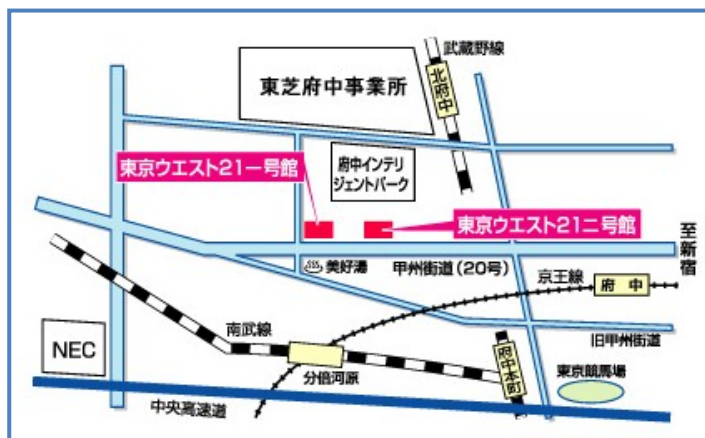 武蔵野線
東芝府中事業所
北府中
東京ウエスト21一号館
府中インテリ
ジェントパーク
東京ウエスト21二号館
至新宿
美好湯
甲州街道(20号)
京王線
府中
南武線
旧甲州街道
NEC
分倍河原
府中本町
東京競馬場
中央高速道